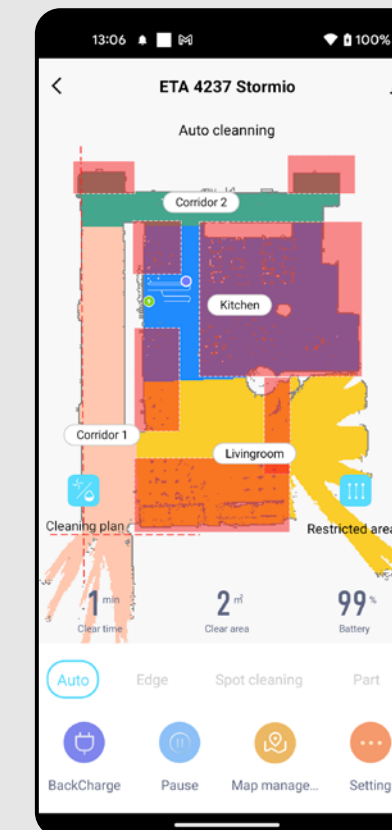 13:06
100%
ETA 4237 Stormio
Auto cleanning
Corridor 2
Kitchen
Corridor 1
Livingroom
Cleaning plan
Restricted area
1 min
2 m²
99 %
Clear time
Clear area
Battery
Auto
Edge
Spot cleaning
Part
BackCharge
Pause
Map manage...
Setting